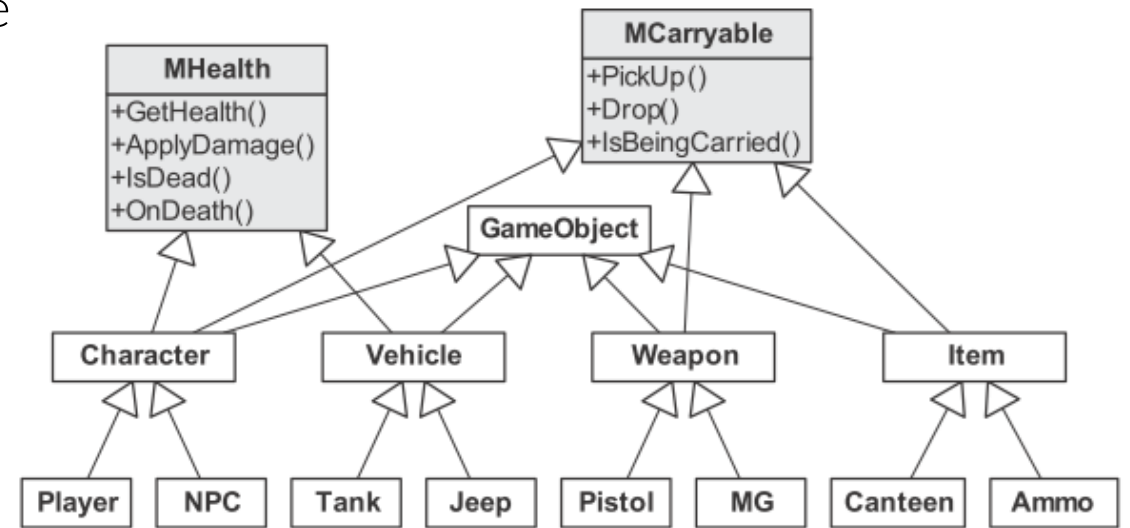 e
MHealth
+GetHealth()
+ApplyDamage()
+IsDead()
+OnDeath()
MCarryable
+PickUp()
+Drop()
+IsBeingCarried()
GameObject
Character
Vehicle
Weapon
Item
Player
NPC
Tank
Jeep
Pistol
MG
Canteen
Ammo